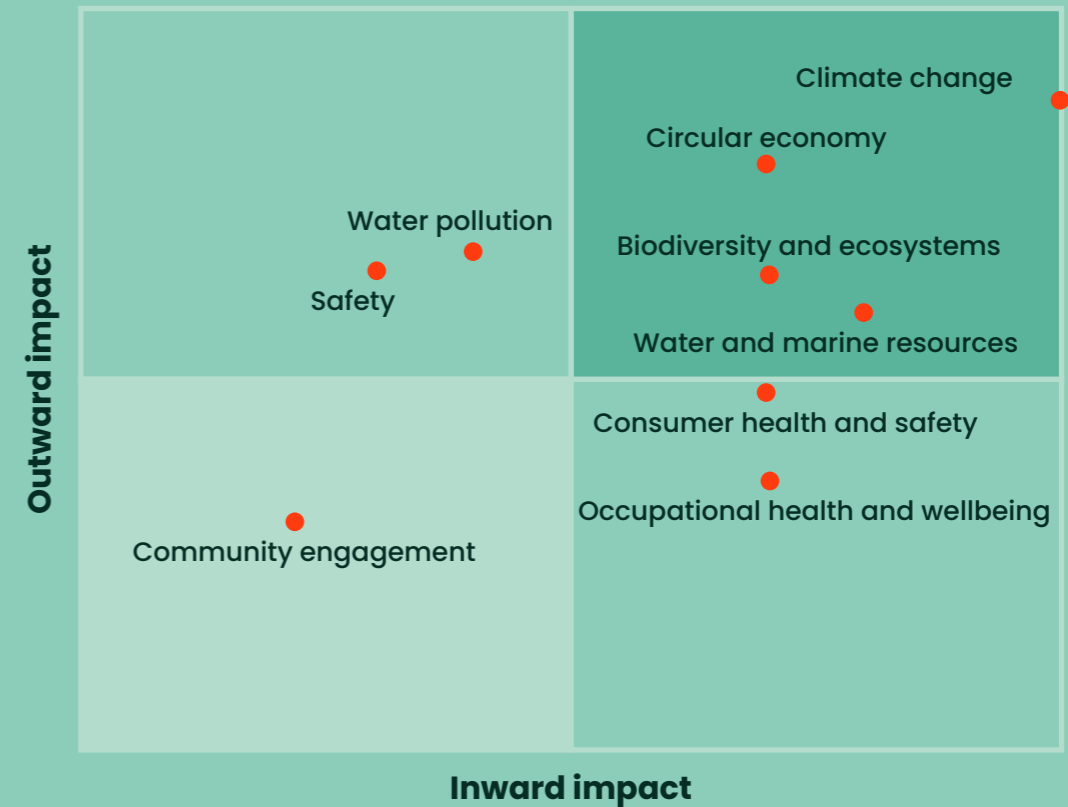 Climate change
Circular economy
Water pollution
Biodiversity and ecosystems
Safety
Water and marine resources
Consumer health and safety
Occupational health and wellbeing
Community engagement
Outward impact
Inward impact